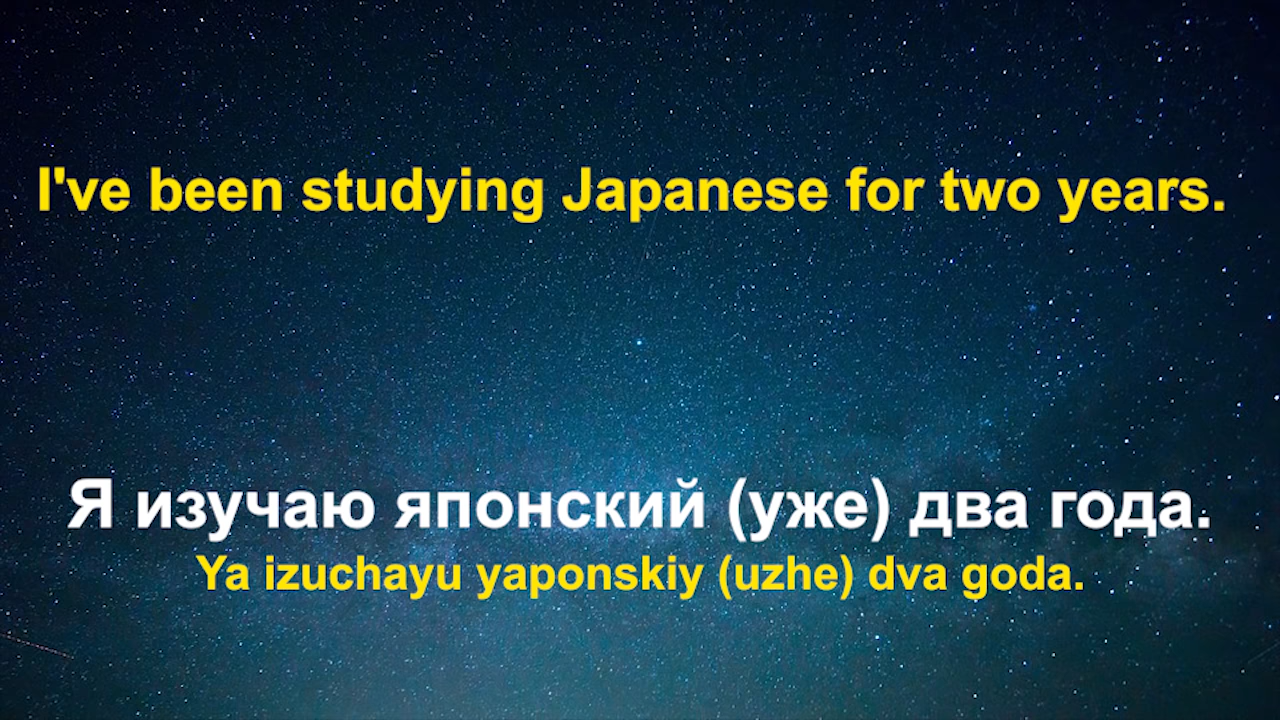 I've been studying Japanese for two years.
Я изучаю японский (уже) два года.
Ya izuchayu yaponskiy (uzhe) dva goda.